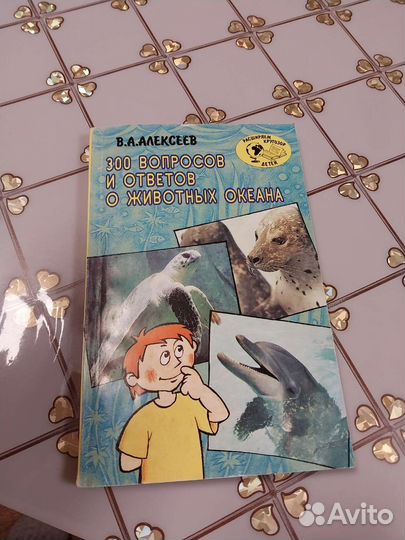 В.А.АЛЕКСЕЕВ
РАСШИРЯЕМ КРУГОЗОР
ДЕТЕЙ
300 ВОПРОСОВ
И ОТВЕТОВ
О ЖИВОТНЫХ ОКЕАНА
Avito